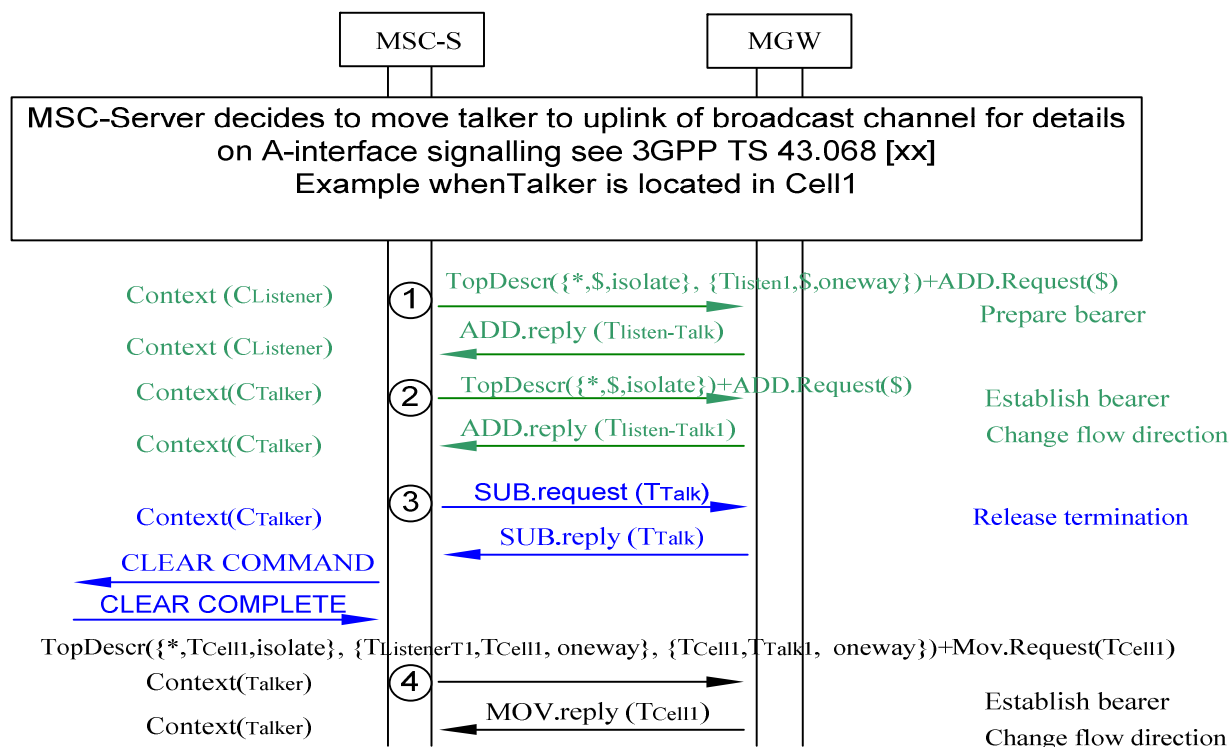 MSC-S MGW
MSC-Server decides to move talker to uplink of broadcast channel for details
on A-interface signalling see 3GPP TS 43.068 [xx]
Example whenTalker is located in Cell1
TopDescr({*,$,isolate}, {Tlisten1,$,oneway})+ADD.Request($)
Context (CListener) 1
Prepare bearer
ADD.reply (Tlisten-Talk)
Context (CListener)
TopDescr({*,$,isolate})+ADD.Request($)
Context(CTalker) 2 Establish bearer
ADD.reply (Tlisten-Talk1)
Context(CTalker) Change flow direction
SUB.request (TTalk)
3
Context(CTalker) Release termination
SUB.reply (TTalk)
CLEAR COMMAND
CLEAR COMPLETE
TopDescr({*,TCell1,isolate}, {TListenerT1,TCell1, oneway}, {TCell1,TTalk1, oneway})+Mov.Request(TCell1)
Context(Talker) 4
Establish bearer
MOV.reply (TCell1)
Context(Talker)
Change flow direction